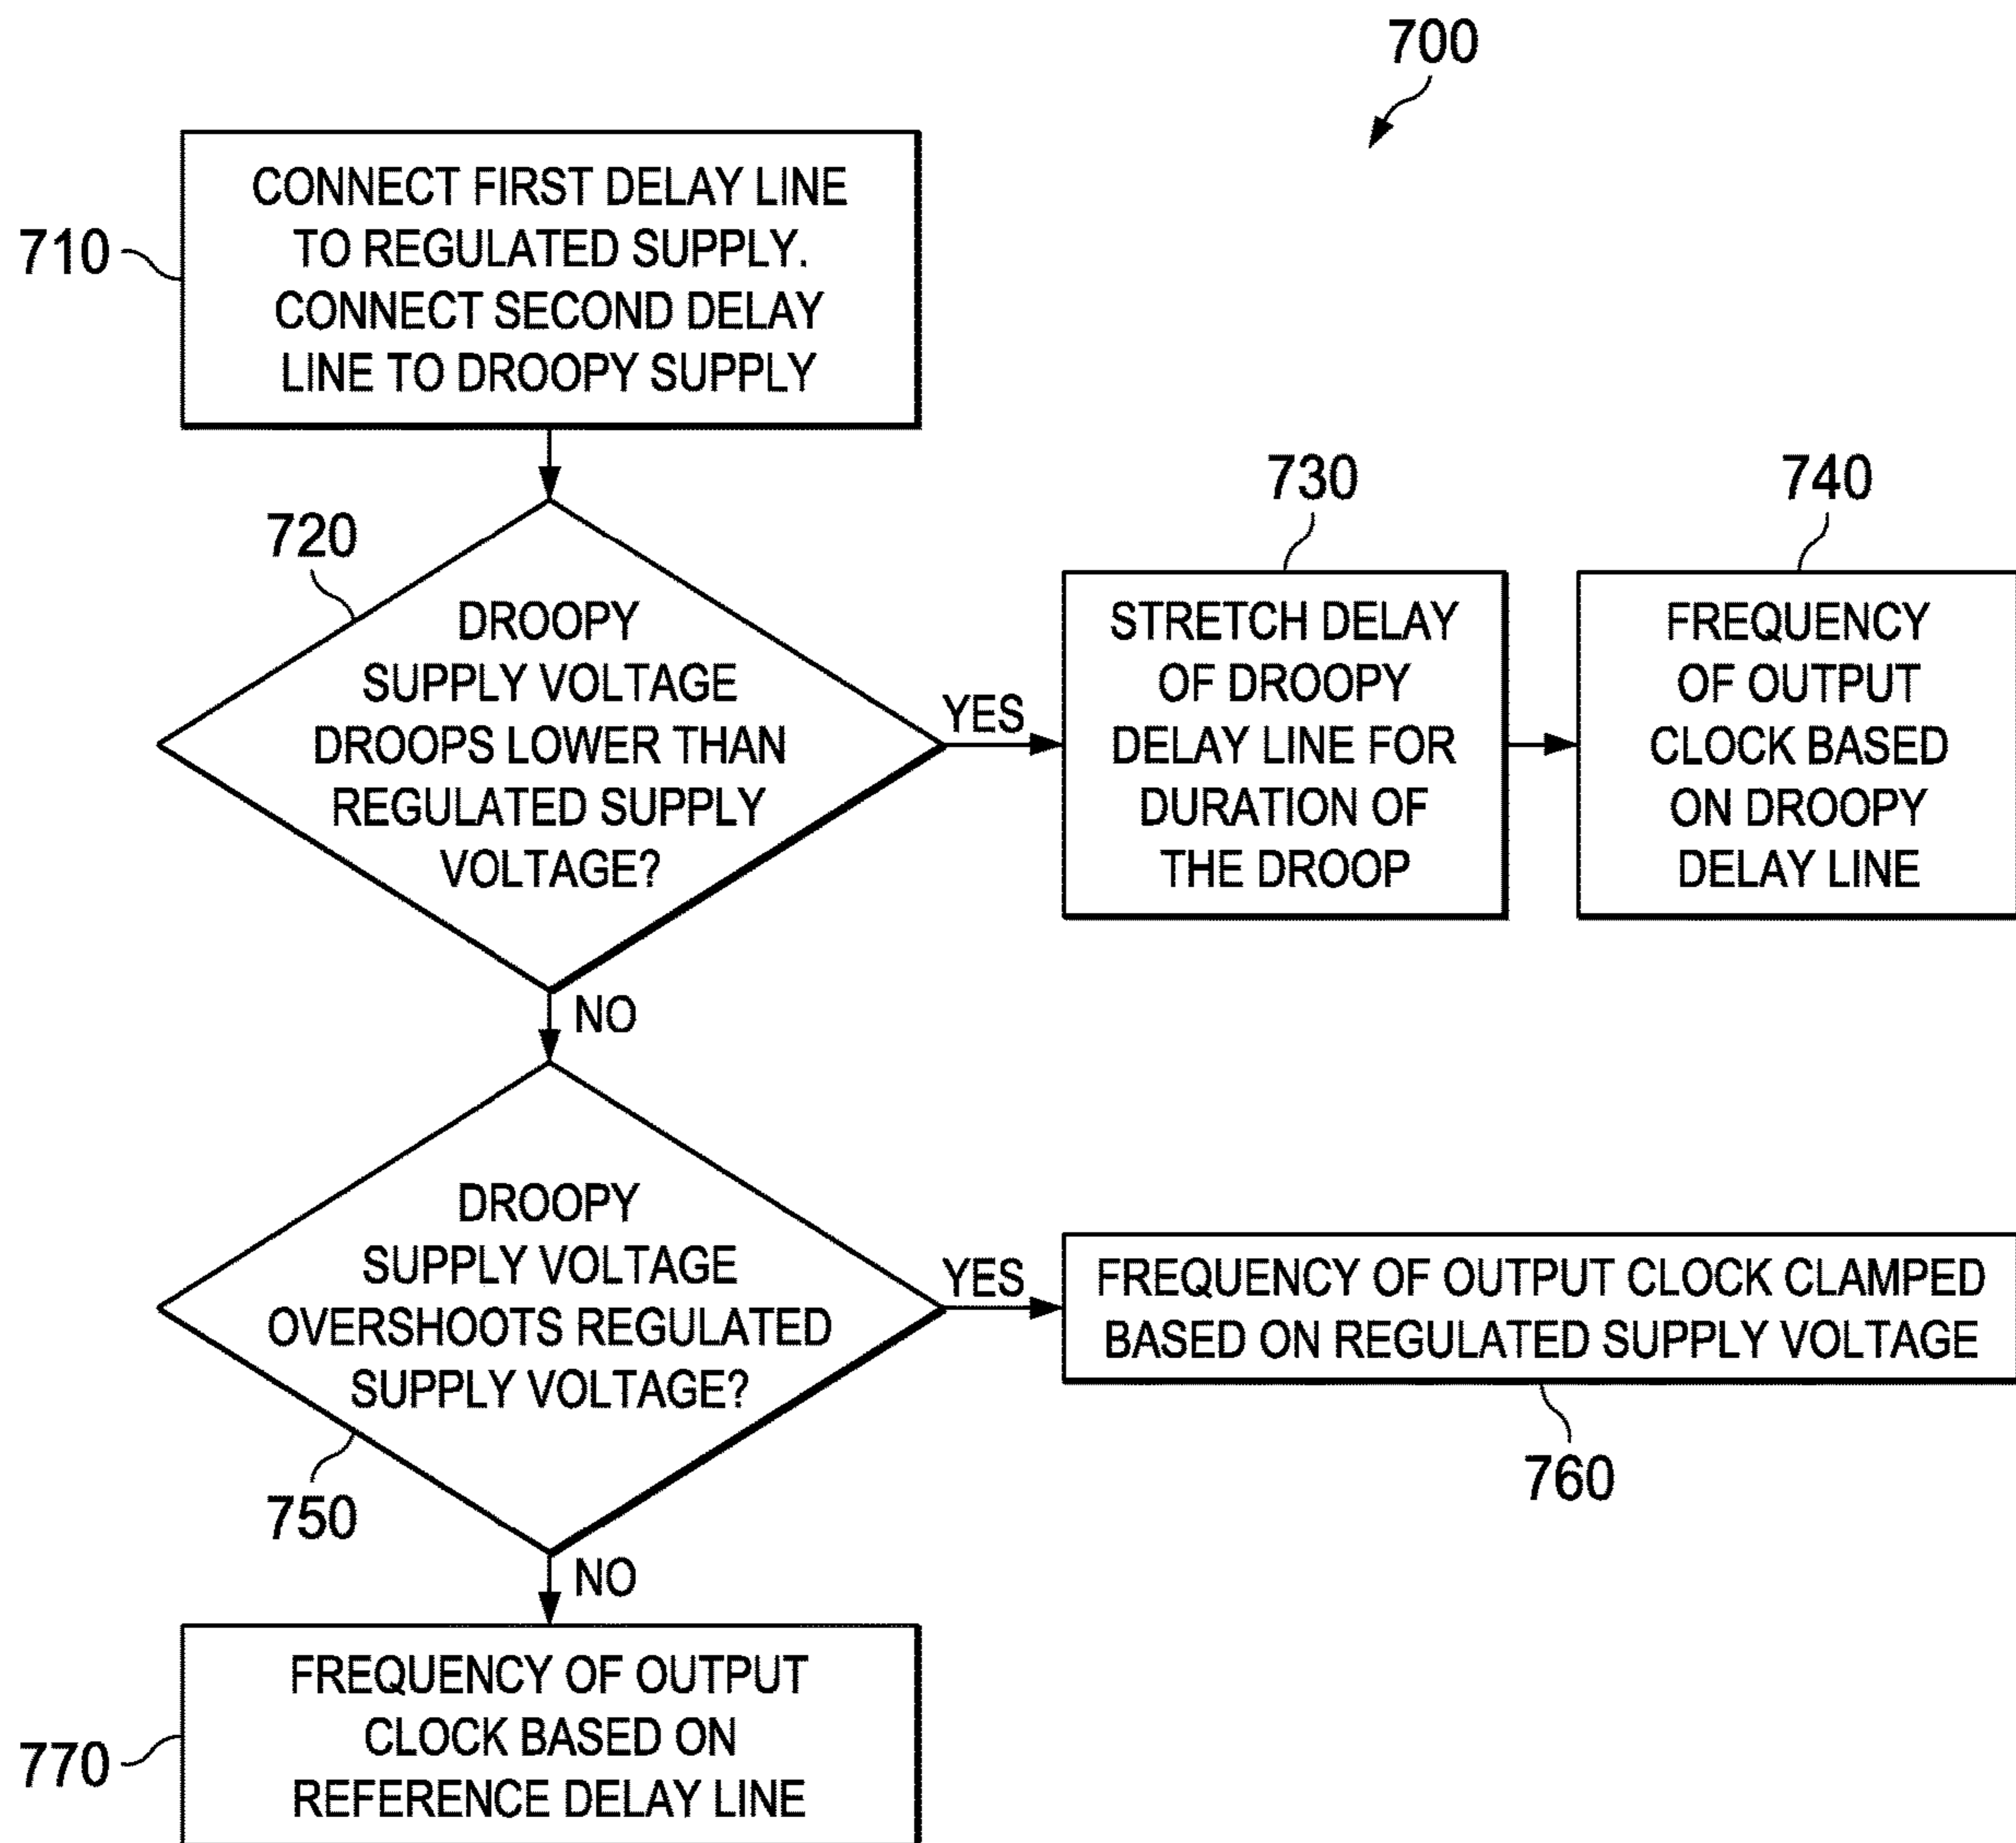 700
710
CONNECT FIRST DELAY LINE
TO REGULATED SUPPLY.
CONNECT SECOND DELAY
LINE TO DROOPY SUPPLY
720
DROOPY
SUPPLY VOLTAGE
DROOPS LOWER THAN
REGULATED SUPPLY
VOLTAGE?
YES
730
STRETCH DELAY
OF DROOPY
DELAY LINE FOR
DURATION OF
THE DROOP
740
FREQUENCY
OF OUTPUT
CLOCK BASED
ON DROOPY
DELAY LINE
NO
DROOPY
SUPPLY VOLTAGE
OVERSHOOTS REGULATED
SUPPLY VOLTAGE?
750
YES
FREQUENCY OF OUTPUT CLOCK CLAMPED
BASED ON REGULATED SUPPLY VOLTAGE
760
NO
770
FREQUENCY OF OUTPUT
CLOCK BASED ON
REFERENCE DELAY LINE